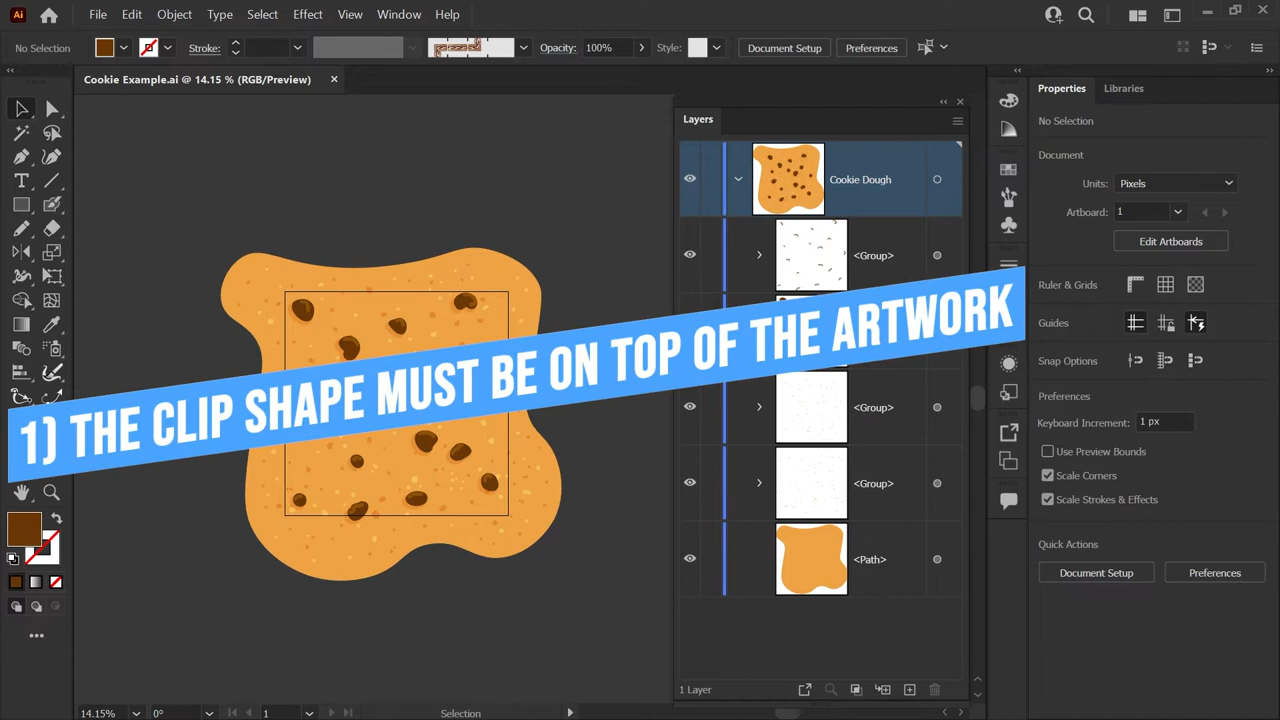 Ai File Edit Object Type Select Effect View Window Help
No Selection Stroke: Opacity: 100% Style: Document Setup Preferences
Cookie Example.ai @ 14.15 % (RGB/Preview)
Layers
Cookie Dough
<Group>
<Group>
<Group>
<Path>
1 Layer
Properties Libraries
No Selection
Document
Units: Pixels
Artboard: 1
Edit Artboards
Ruler & Grids
Guides
Snap Options
Preferences
Keyboard Increment: 1 px
Use Preview Bounds
Scale Corners
Scale Strokes & Effects
Quick Actions
Document Setup Preferences
1) THE CLIP SHAPE MUST BE ON TOP OF THE ARTWORK
14.15% 0° 1 Selection